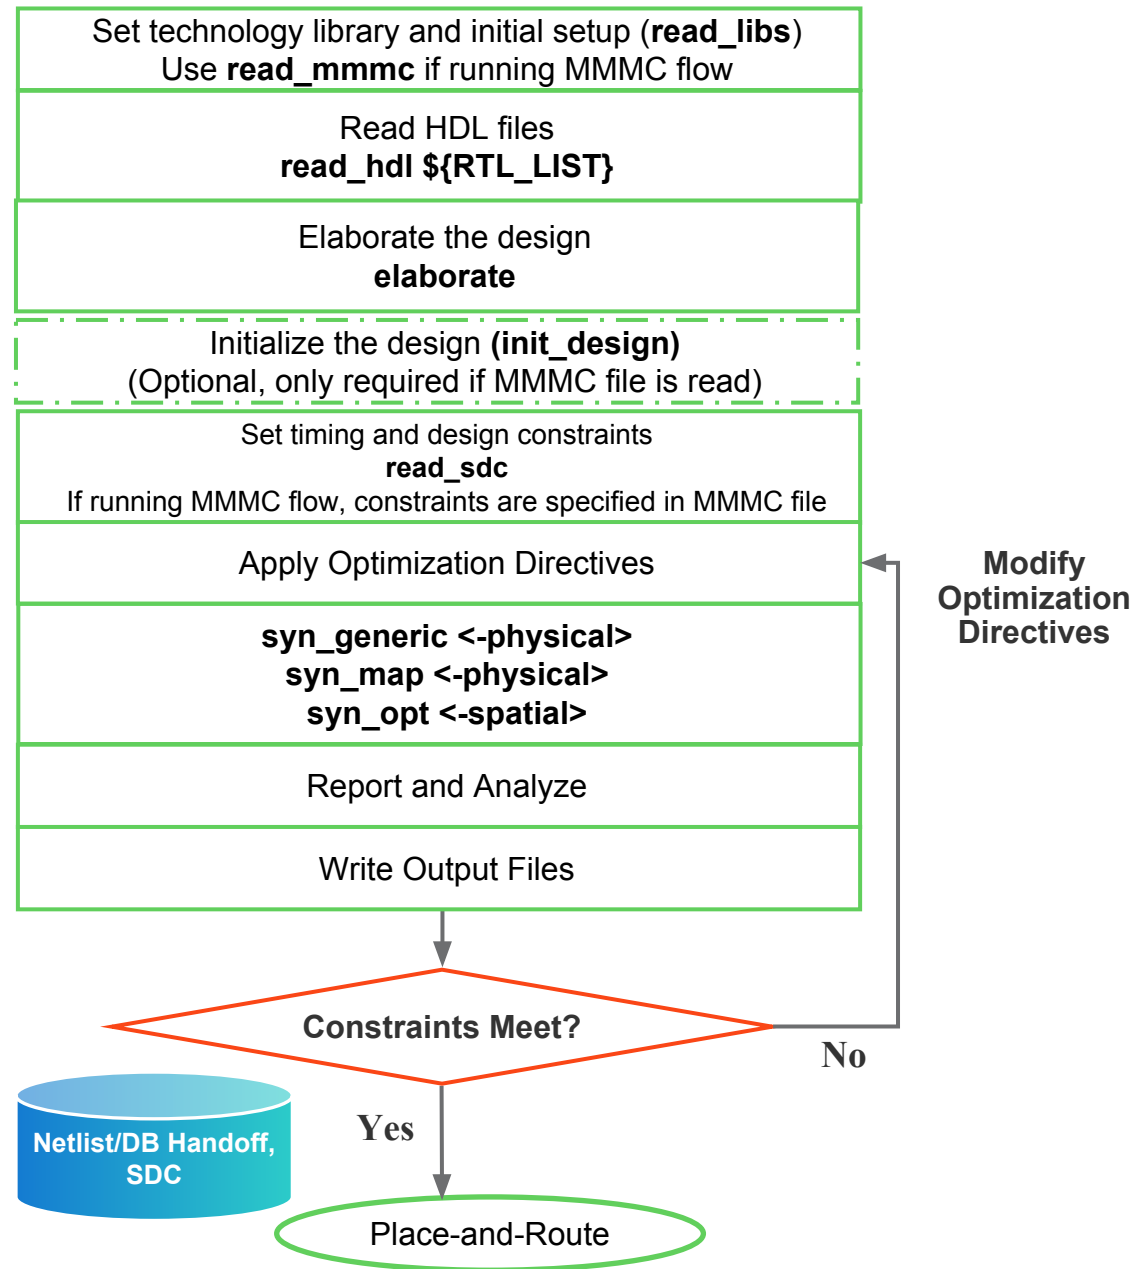 Set technology library and initial setup (read_libs)
Use read_mmmc if running MMMC flow
Read HDL files
read_hdl ${RTL_LIST}
Elaborate the design
elaborate
Initialize the design (init_design)
(Optional, only required if MMMC file is read)
Set timing and design constraints
read_sdc
If running MMMC flow, constraints are specified in MMMC file
Apply Optimization Directives
Modify
Optimization
Directives
syn_generic <-physical>
syn_map <-physical>
syn_opt <-spatial>
Report and Analyze
Write Output Files
Constraints Meet?
No
Yes
Netlist/DB Handoff,
SDC
Place-and-Route